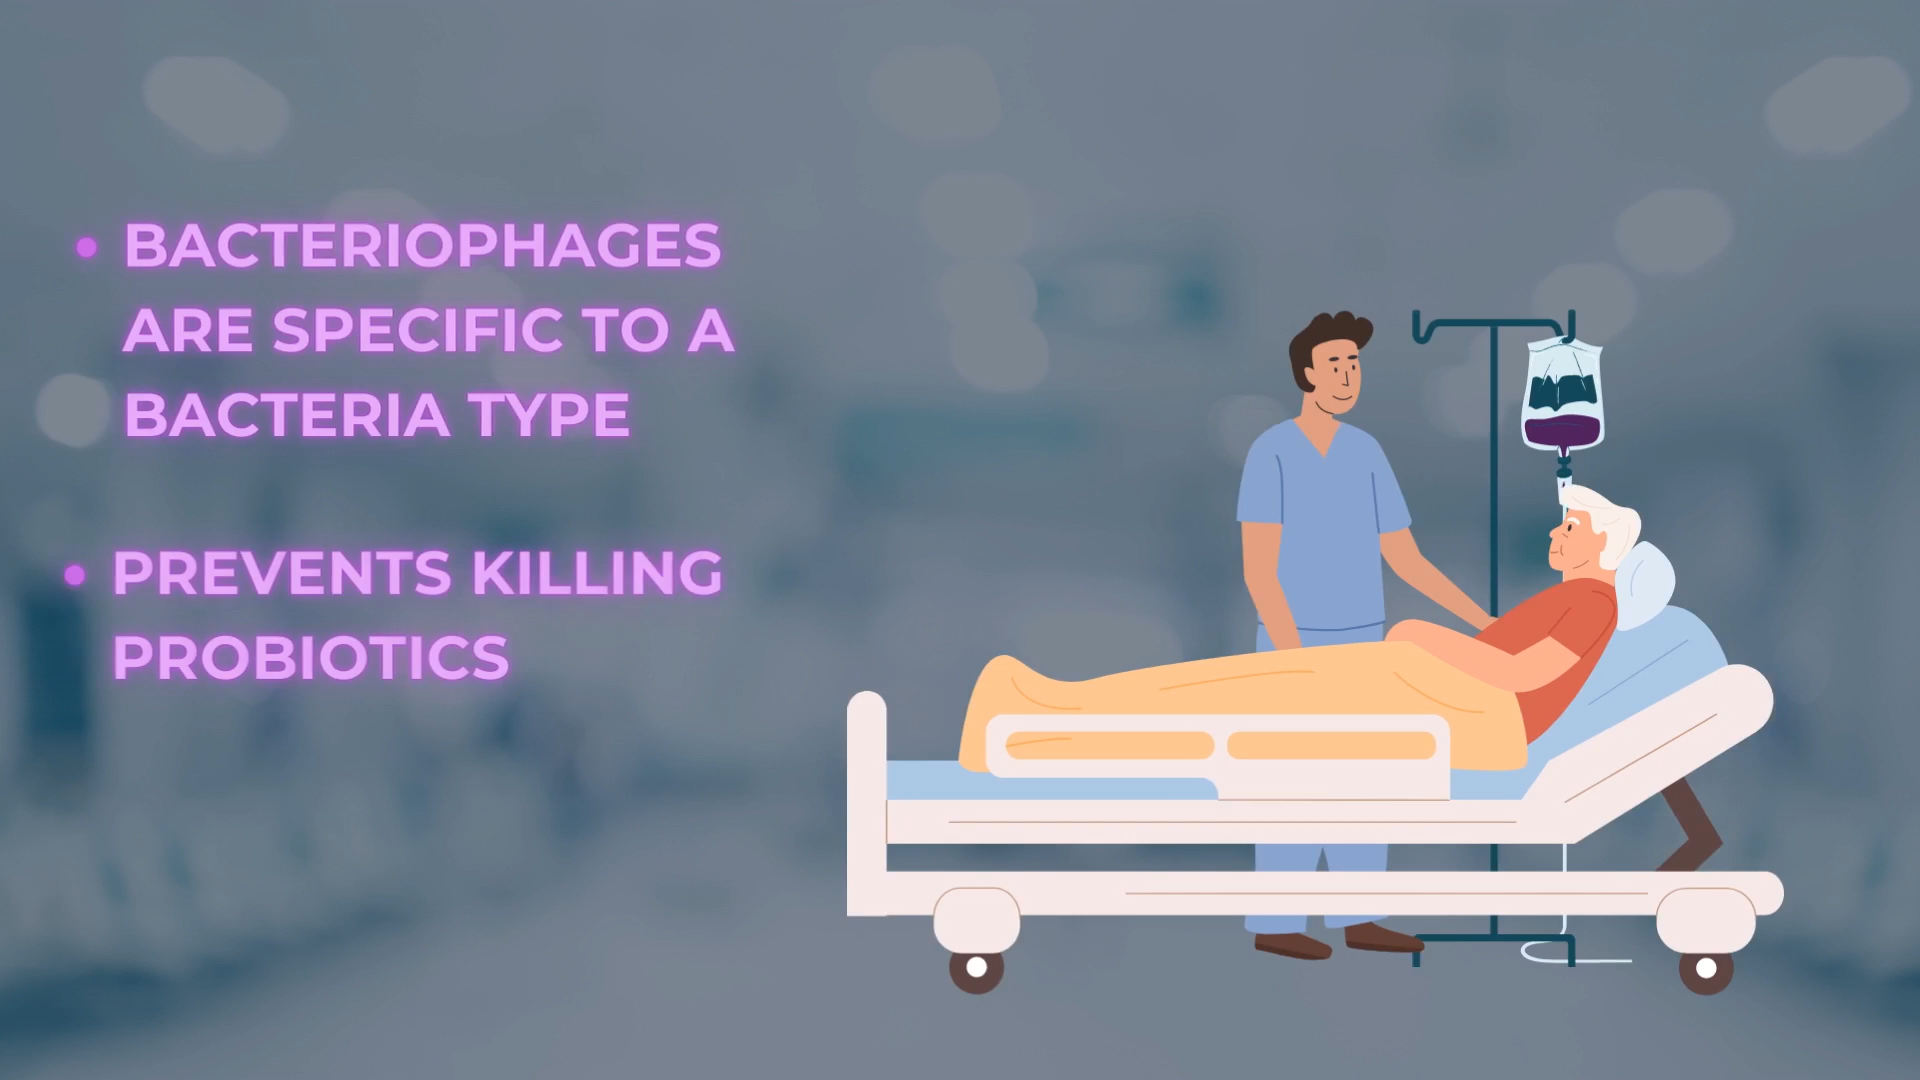 • BACTERIOPHAGES
ARE SPECIFIC TO A
BACTERIA TYPE
• PREVENTS KILLING
PROBIOTICS